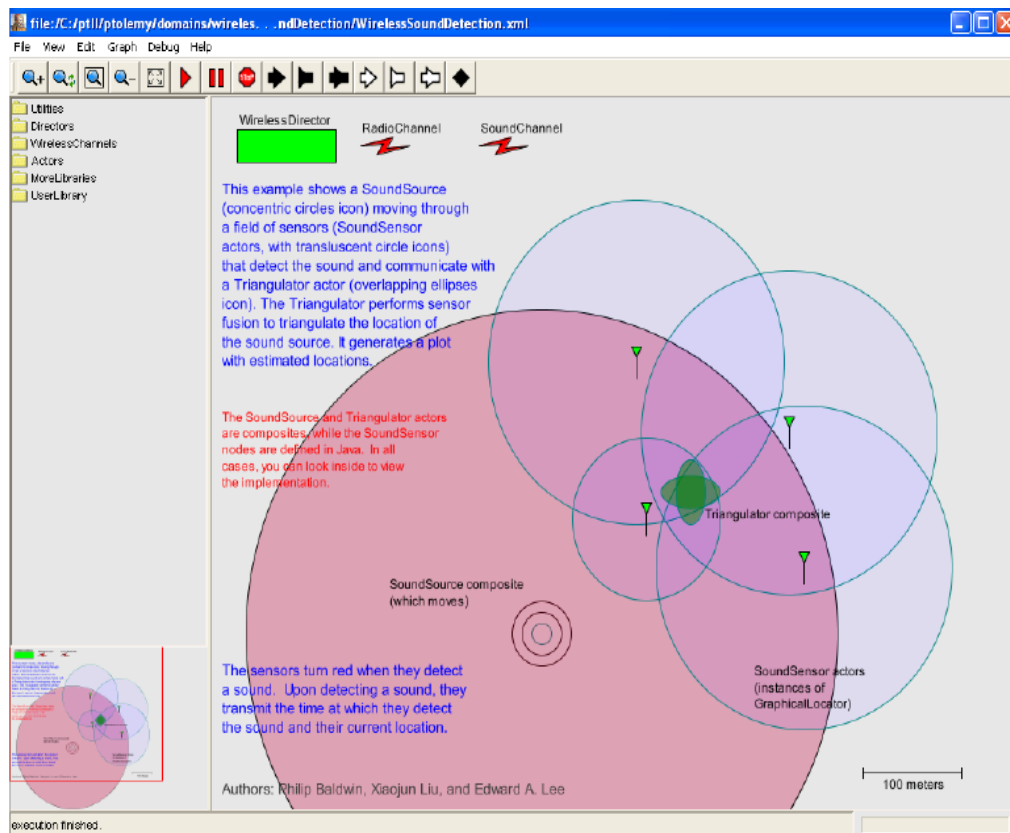 file:/C:/ptII/ptolemy/domains/wireles. . .ndDetection/WirelessSoundDetection.xml
File View Edit Graph Debug Help
STOP
Utilities
Directors
WirelessChannels
Actors
MoreLibraries
UserLibrary
WirelessDirector
RadioChannel
SoundChannel
This example shows a SoundSource
(concentric circles icon) moving through
a field of sensors (SoundSensor
actors, with transluscent circle icons)
that detect the sound and communicate with
a Triangulator actor (overlapping ellipses
icon). The Triangulator performs sensor
fusion to triangulate the location of
the sound source. It generates a plot
with estimated locations.
The SoundSource and Triangulator actors
are composites, while the SoundSensor
nodes are defined in Java. In all
cases, you can look inside to view
the implementation.
Triangulator composite
SoundSource composite
(which moves)
The sensors turn red when they detect
a sound. Upon detecting a sound, they
transmit the time at which they detect
the sound and their current location.
SoundSensor actors
(instances of
GraphicalLocator)
100 meters
Authors: Philip Baldwin, Xiaojun Liu, and Edward A. Lee
execution finished.